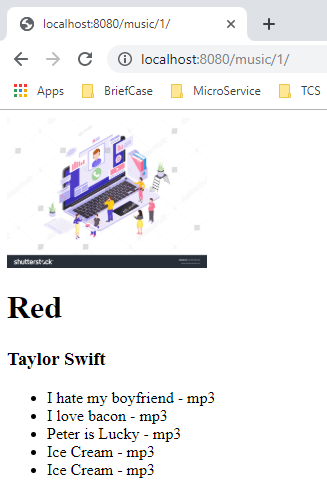 localhost:8080/music/1/
localhost:8080/music/1/
Apps BriefCase MicroService TCS
shutterstock
Red
Taylor Swift
I hate my boyfriend - mp3
I love bacon - mp3
Peter is Lucky - mp3
Ice Cream - mp3
Ice Cream - mp3